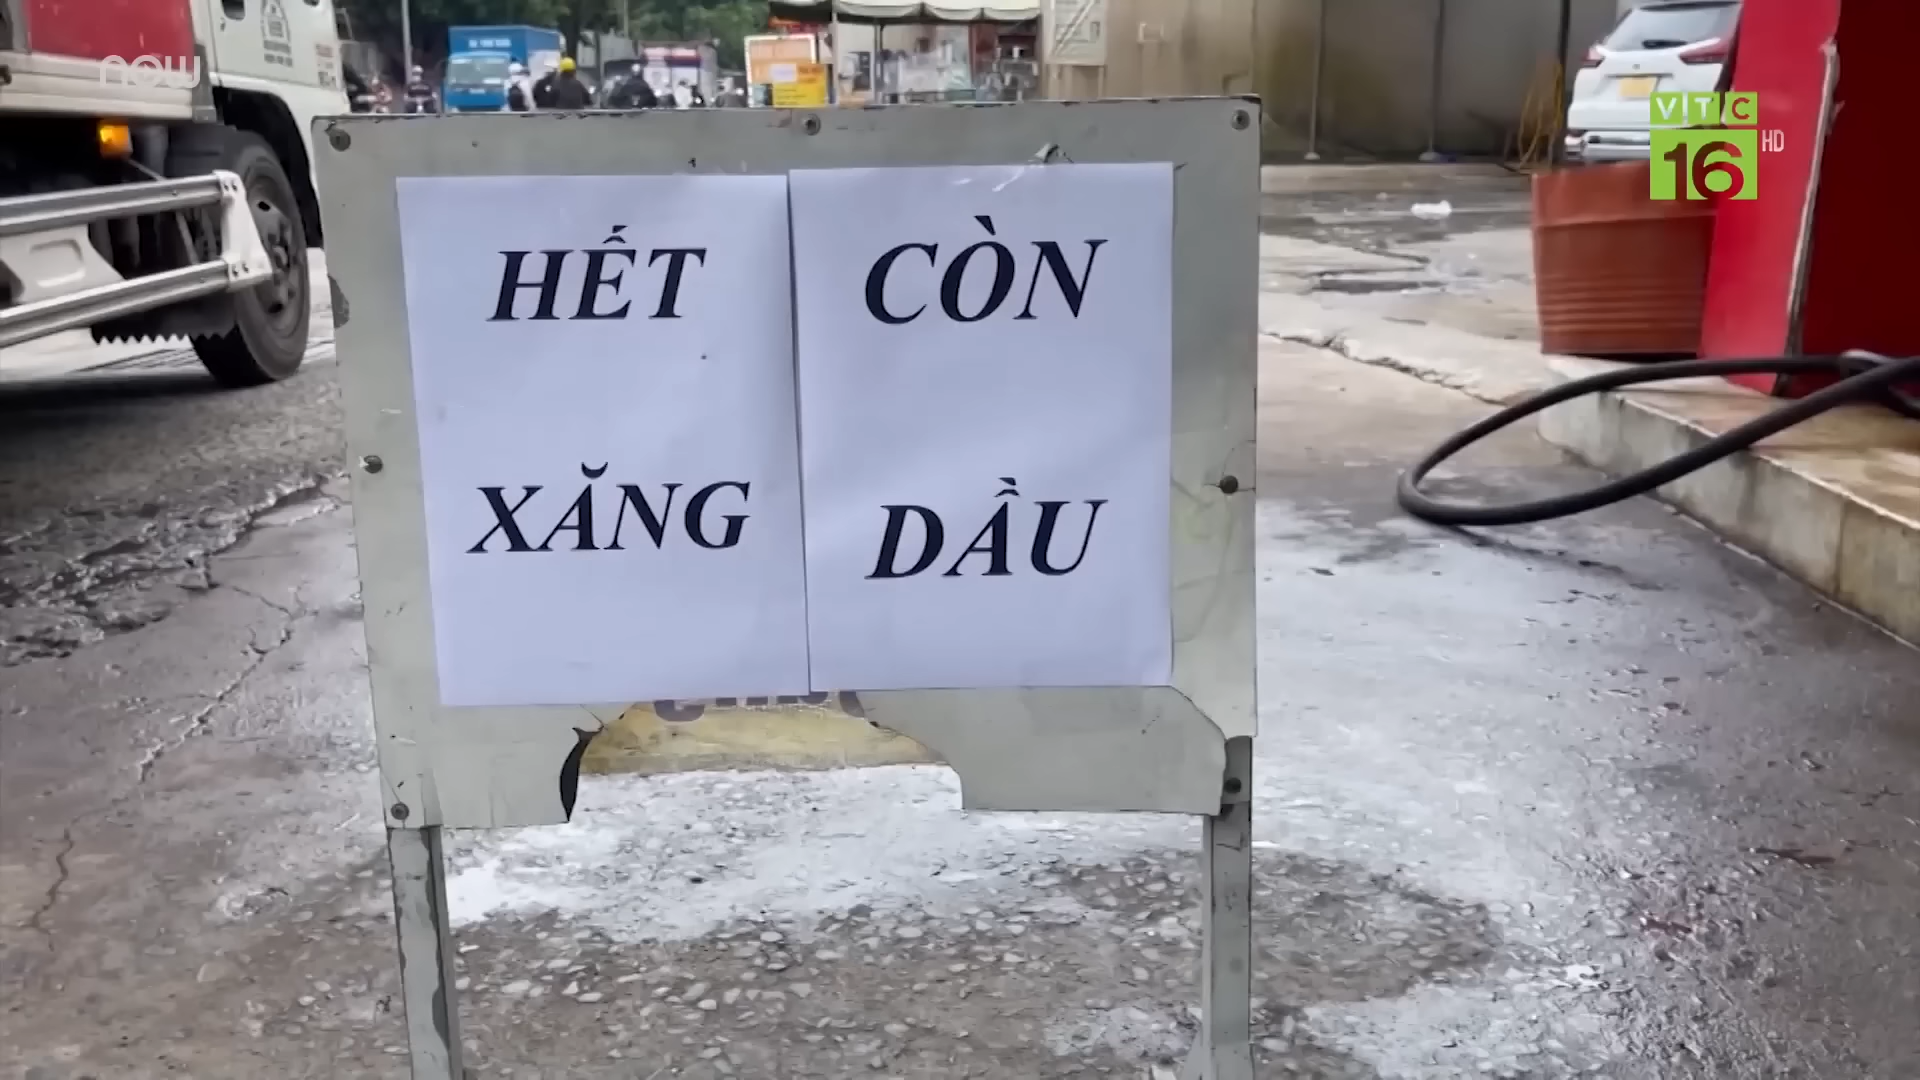 now
VTC
16 HD
HẾT
XĂNG
CÒN
DẦU